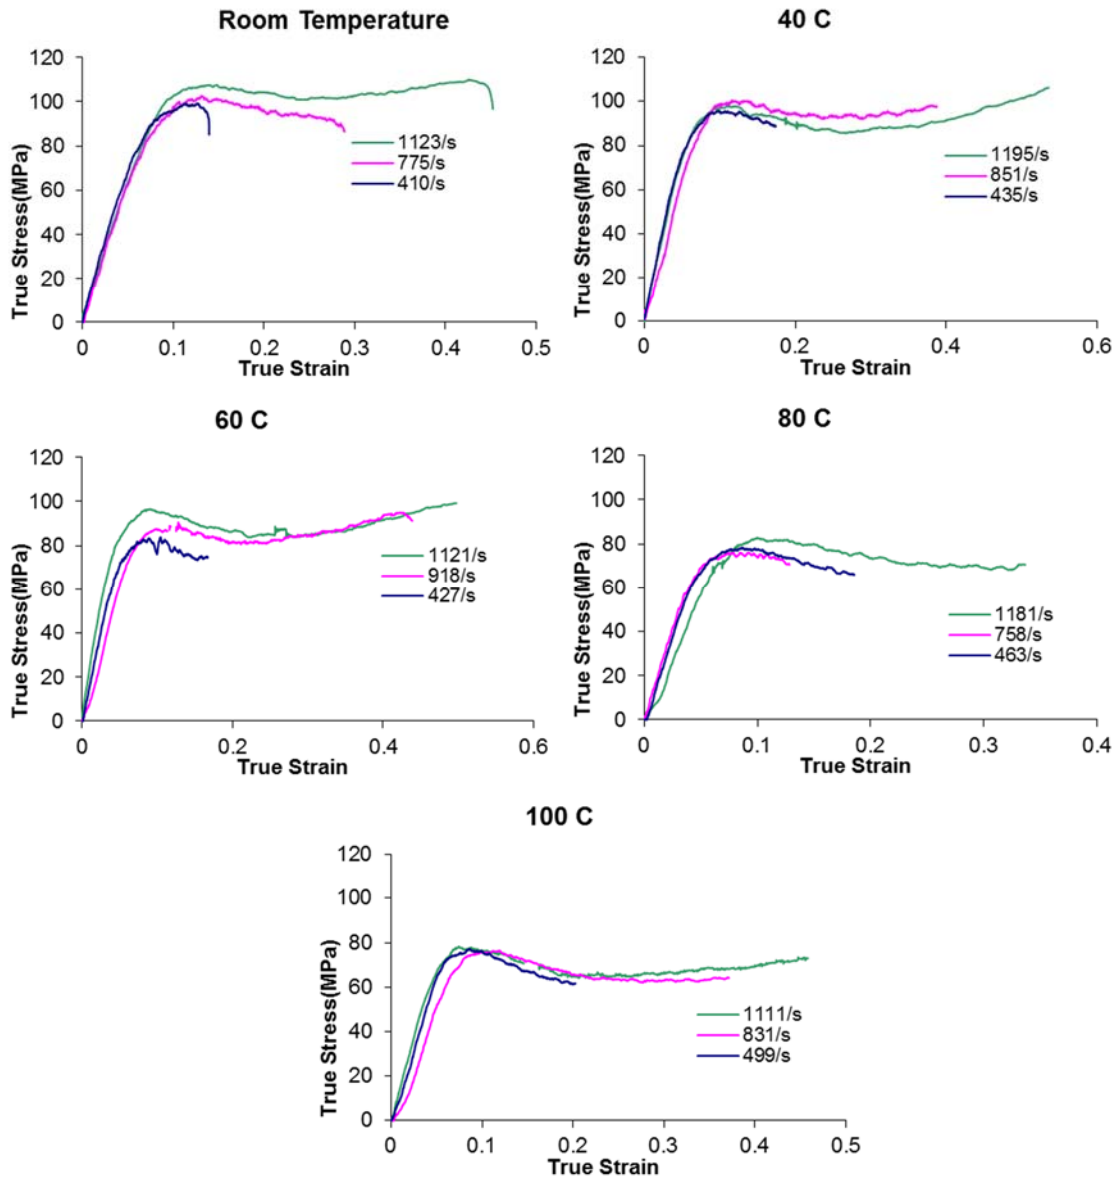 Room Temperature
120
100
80
60
40
20
0
True Stress(MPa)
1123/s
775/s
410/s
0 0.1 0.2 0.3 0.4 0.5
True Strain
40 C
120
100
80
60
40
20
0
True Stress(MPa)
1195/s
851/s
435/s
0 0.2 0.4 0.6
True Strain
60 C
120
100
80
60
40
20
0
True Stress(MPa)
1121/s
918/s
427/s
0 0.2 0.4 0.6
True Strain
80 C
120
100
80
60
40
20
0
True Stress(MPa)
1181/s
758/s
463/s
0 0.1 0.2 0.3 0.4
True Strain
100 C
120
100
80
60
40
20
0
True Stress(MPa)
1111/s
831/s
499/s
0 0.1 0.2 0.3 0.4 0.5
True Strain